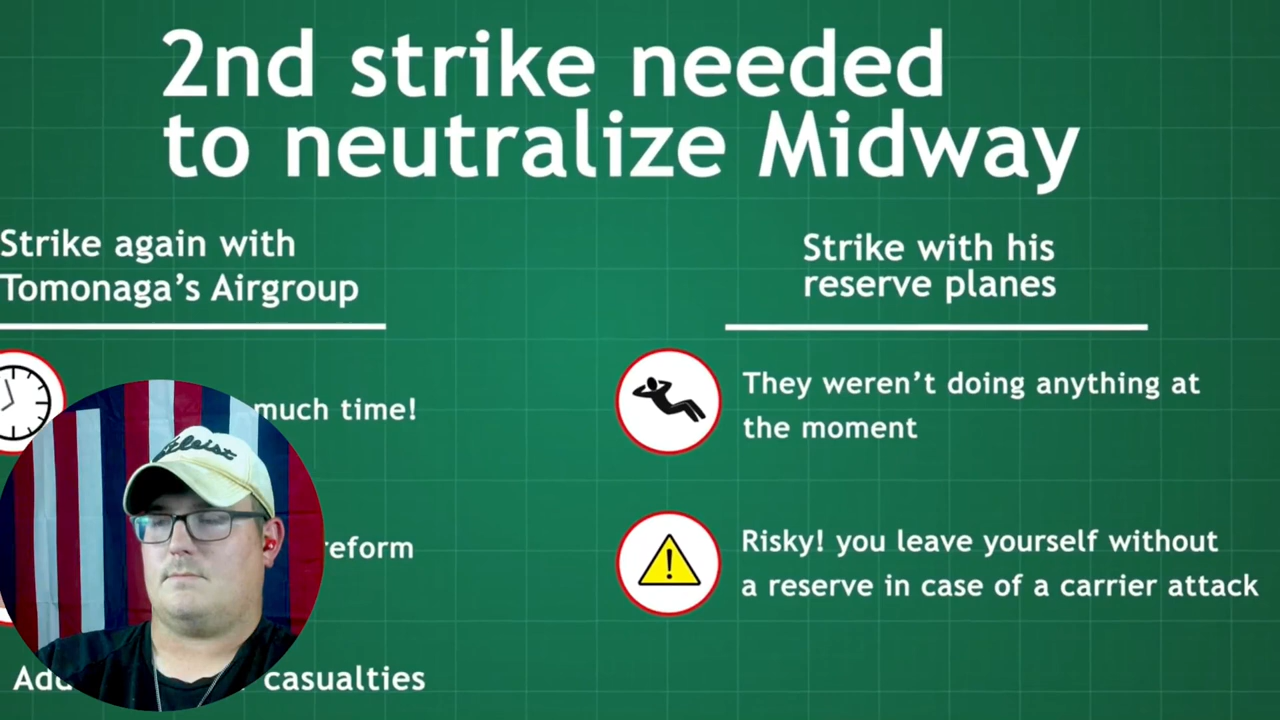 2nd strike needed
to neutralize Midway
Strike again with
Tomonaga’s Airgroup
much time!
reform
casualties
Strike with his
reserve planes
They weren’t doing anything at
the moment
Risky! you leave yourself without
a reserve in case of a carrier attack